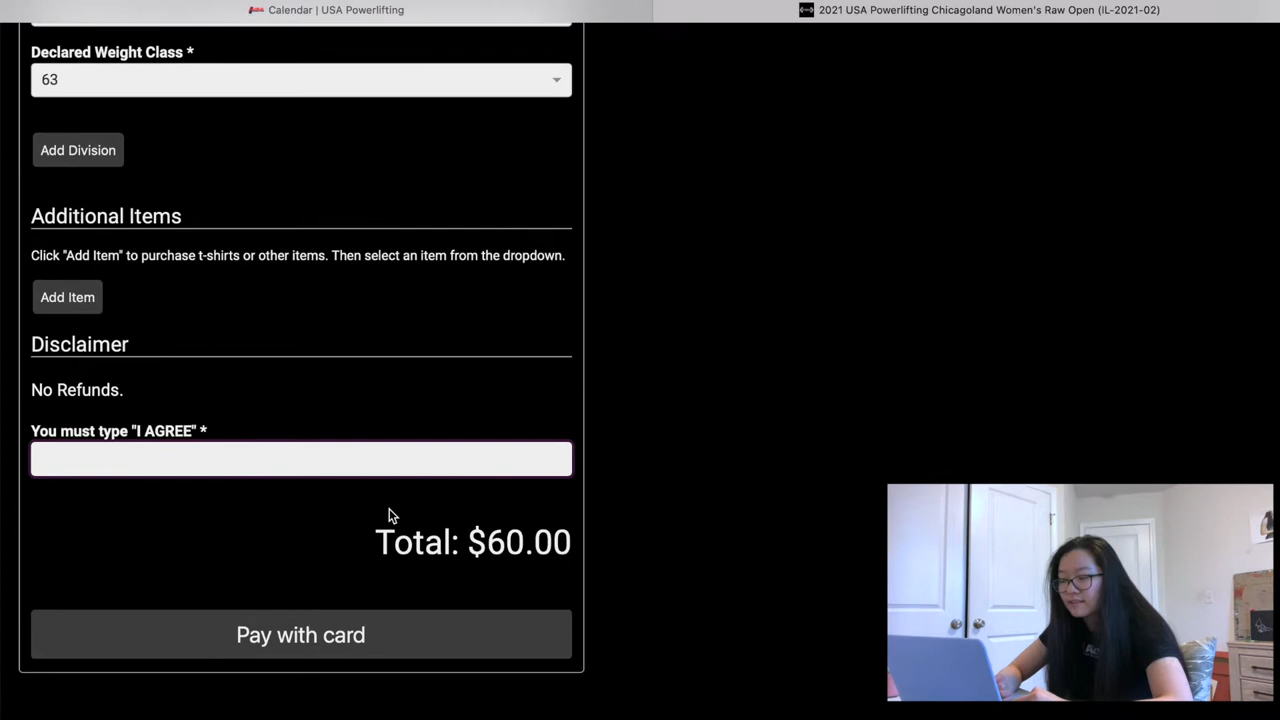 Calendar | USA Powerlifting
2021 USA Powerlifting Chicagoland Women's Raw Open (IL-2021-02)
Declared Weight Class *
63
Add Division
Additional Items
Click "Add Item" to purchase t-shirts or other items. Then select an item from the dropdown.
Add Item
Disclaimer
No Refunds.
You must type "I AGREE" *
Total: $60.00
Pay with card